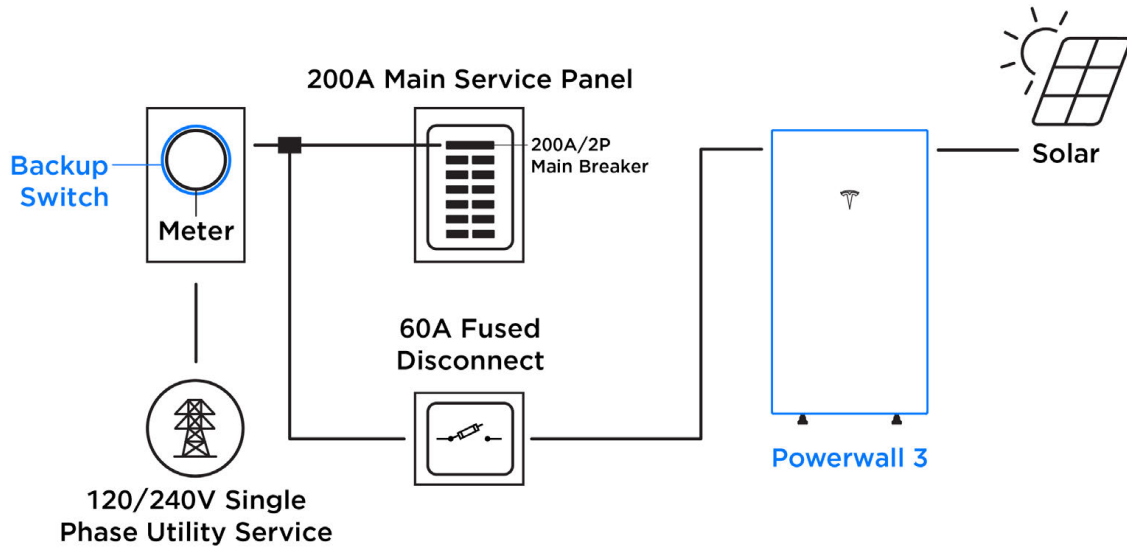 200A Main Service Panel
200A/2P
Main Breaker
Backup
Switch
Meter
Solar
60A Fused
Disconnect
Powerwall 3
120/240V Single
Phase Utility Service